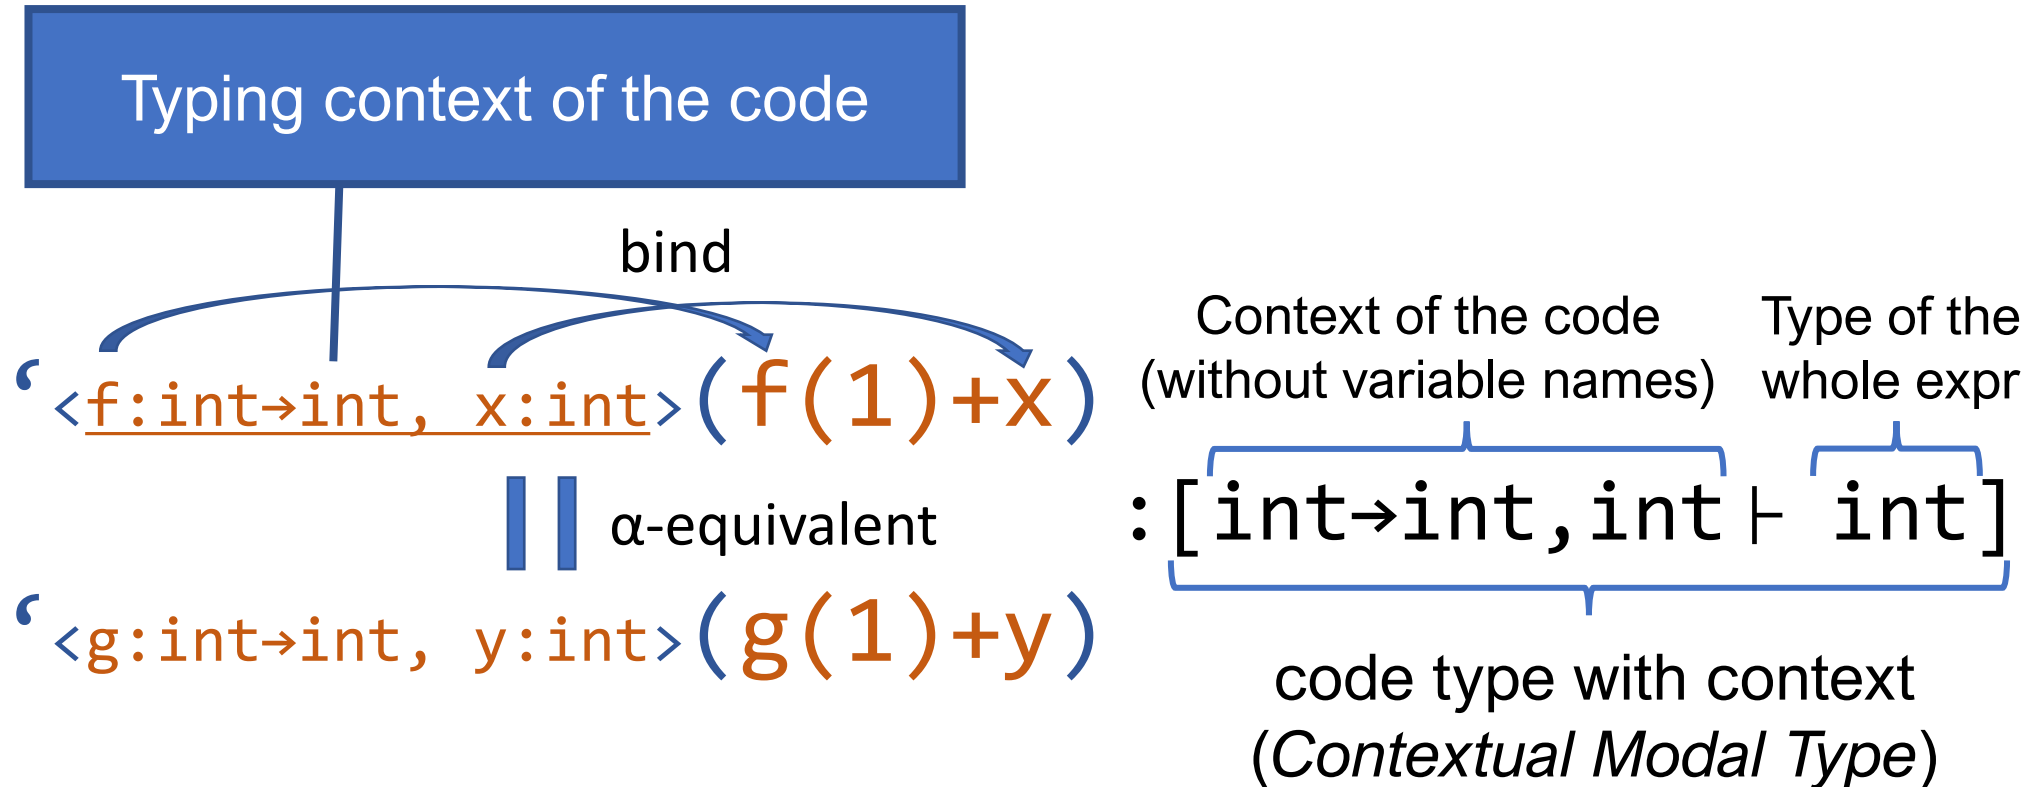 Typing context of the code
bind
‘<f:int→int, x:int>(f(1)+x)
α-equivalent
‘<g:int→int, y:int>(g(1)+y)
Context of the code
(without variable names)
Type of the
whole expr
:[int→int,int ⊢ int]
code type with context
(Contextual Modal Type)